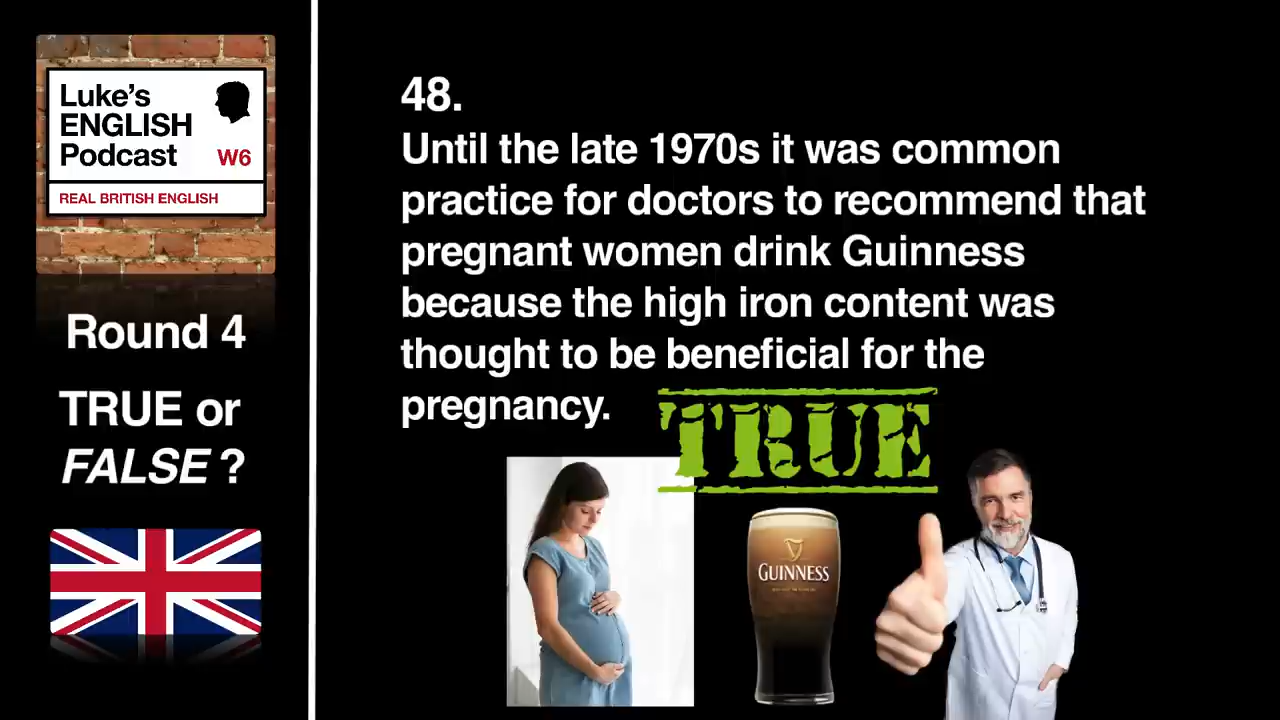 Luke's
ENGLISH
Podcast
W6
REAL BRITISH ENGLISH
Round 4
TRUE or
FALSE ?
48.
Until the late 1970s it was common
practice for doctors to recommend that
pregnant women drink Guinness
because the high iron content was
thought to be beneficial for the
pregnancy.
TRUE
GUINNESS